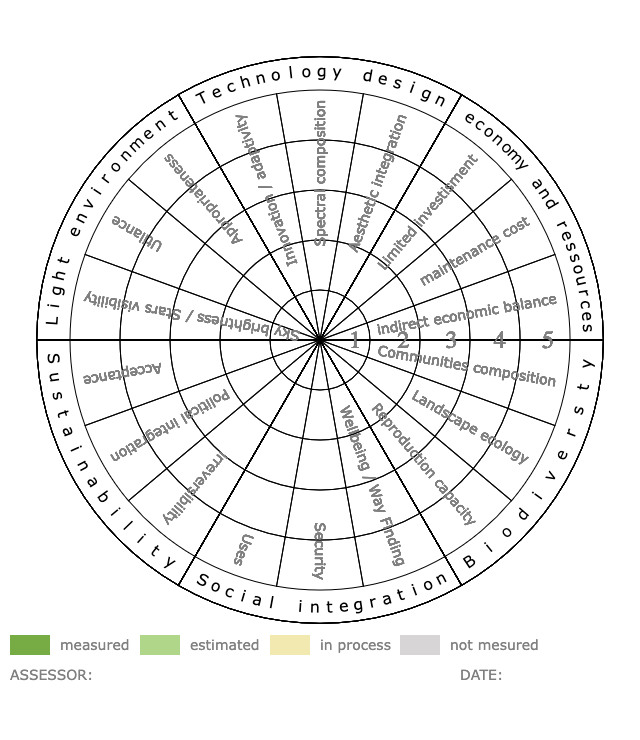 Technology design
economy and ressources
Biodiversty
Social integration
Sustainability
Light environment
Innovation / adaptivity
Spectral composition
Aesthetic integration
Limited investisment
maintenance cost
indirect economic balance
1 2 3 4 5
Communities composition
Landscape ecology
Reproduction capacity
Wellbeing / Way Finding
Security
Uses
Irreversibility
Political integration
Acceptance
Sky brightness / Stars visibility
Utilance
Appropriateness
measured estimated in process not mesured
ASSESSOR: DATE: